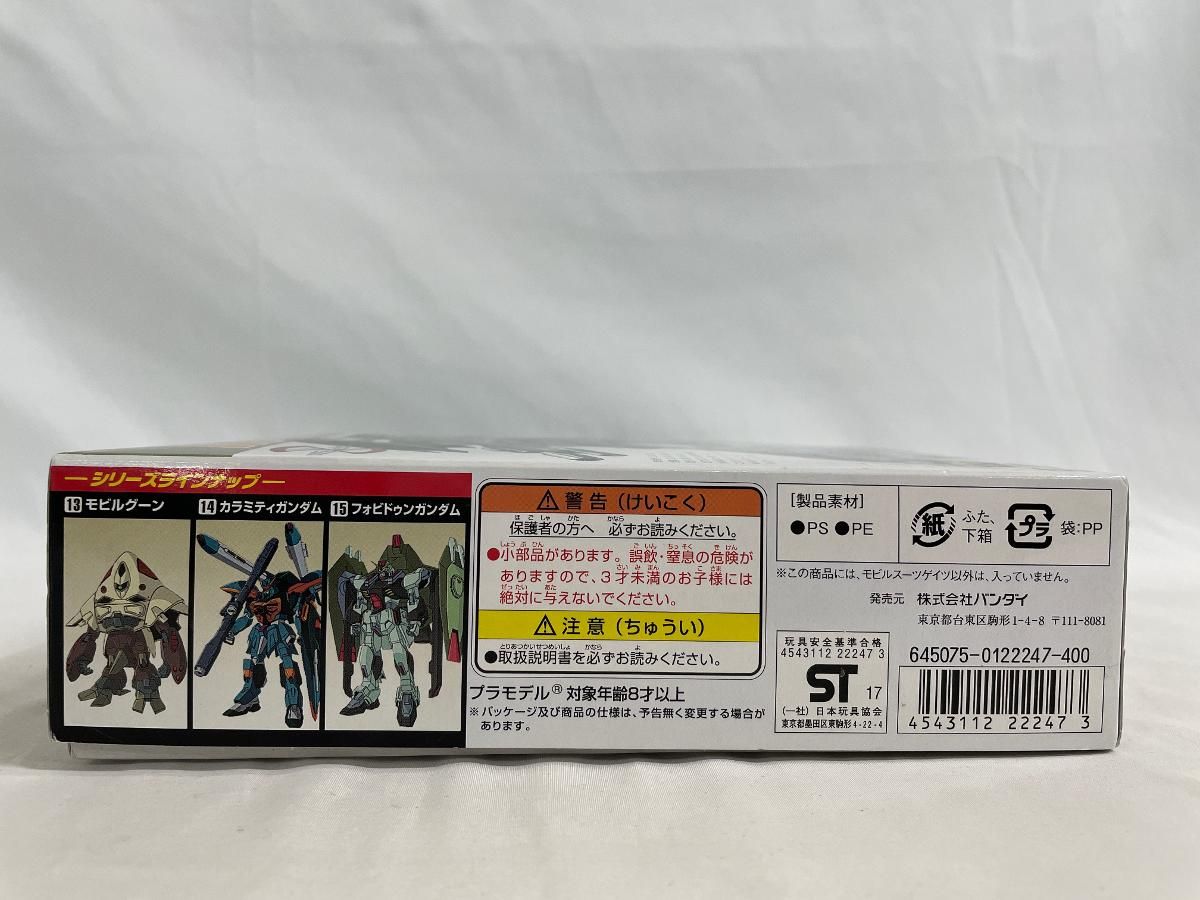 シリーズラインナップ
13 モビルグーン
14 カラミティガンダム
15 フォビドゥンガンダム
⚠ 警告（けいこく）
保護者の方へ 必ずお読みください。
●小部品があります。誤飲・窒息の危険が
ありますので、3才未満のお子様には
絶対に与えないでください。
⚠ 注意（ちゅうい）
●取扱説明書を必ずお読みください。
プラモデル® 対象年齢8才以上
※パッケージ及び商品の仕様は、予告無く変更する場合が
あります。
［製品素材］
●PS ●PE
紙 ふた、
下箱
プラ 袋:PP
※この商品には、モビルスーツゲイツ以外は、入っていません。
発売元 株式会社バンダイ
東京都台東区駒形1-4-8 〒111-8081
玩具安全基準合格
4543112 22247 3
ST 17
（一社）日本玩具協会
東京都墨田区東駒形4-22-4
645075-0122247-400
4543112 222473